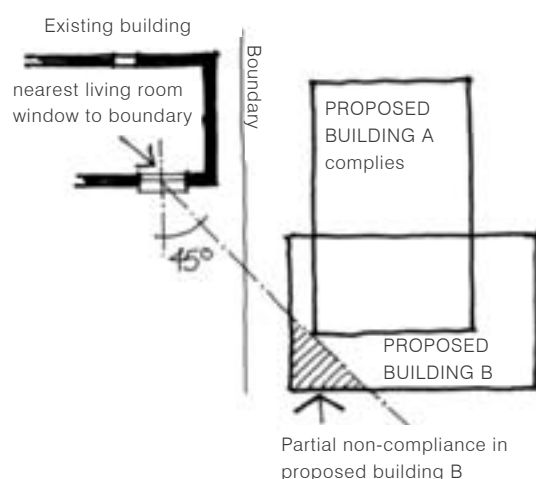 Existing building
nearest living room
window to boundary
Boundary
PROPOSED
BUILDING A
complies
45°
PROPOSED
BUILDING B
Partial non-compliance in
proposed building B